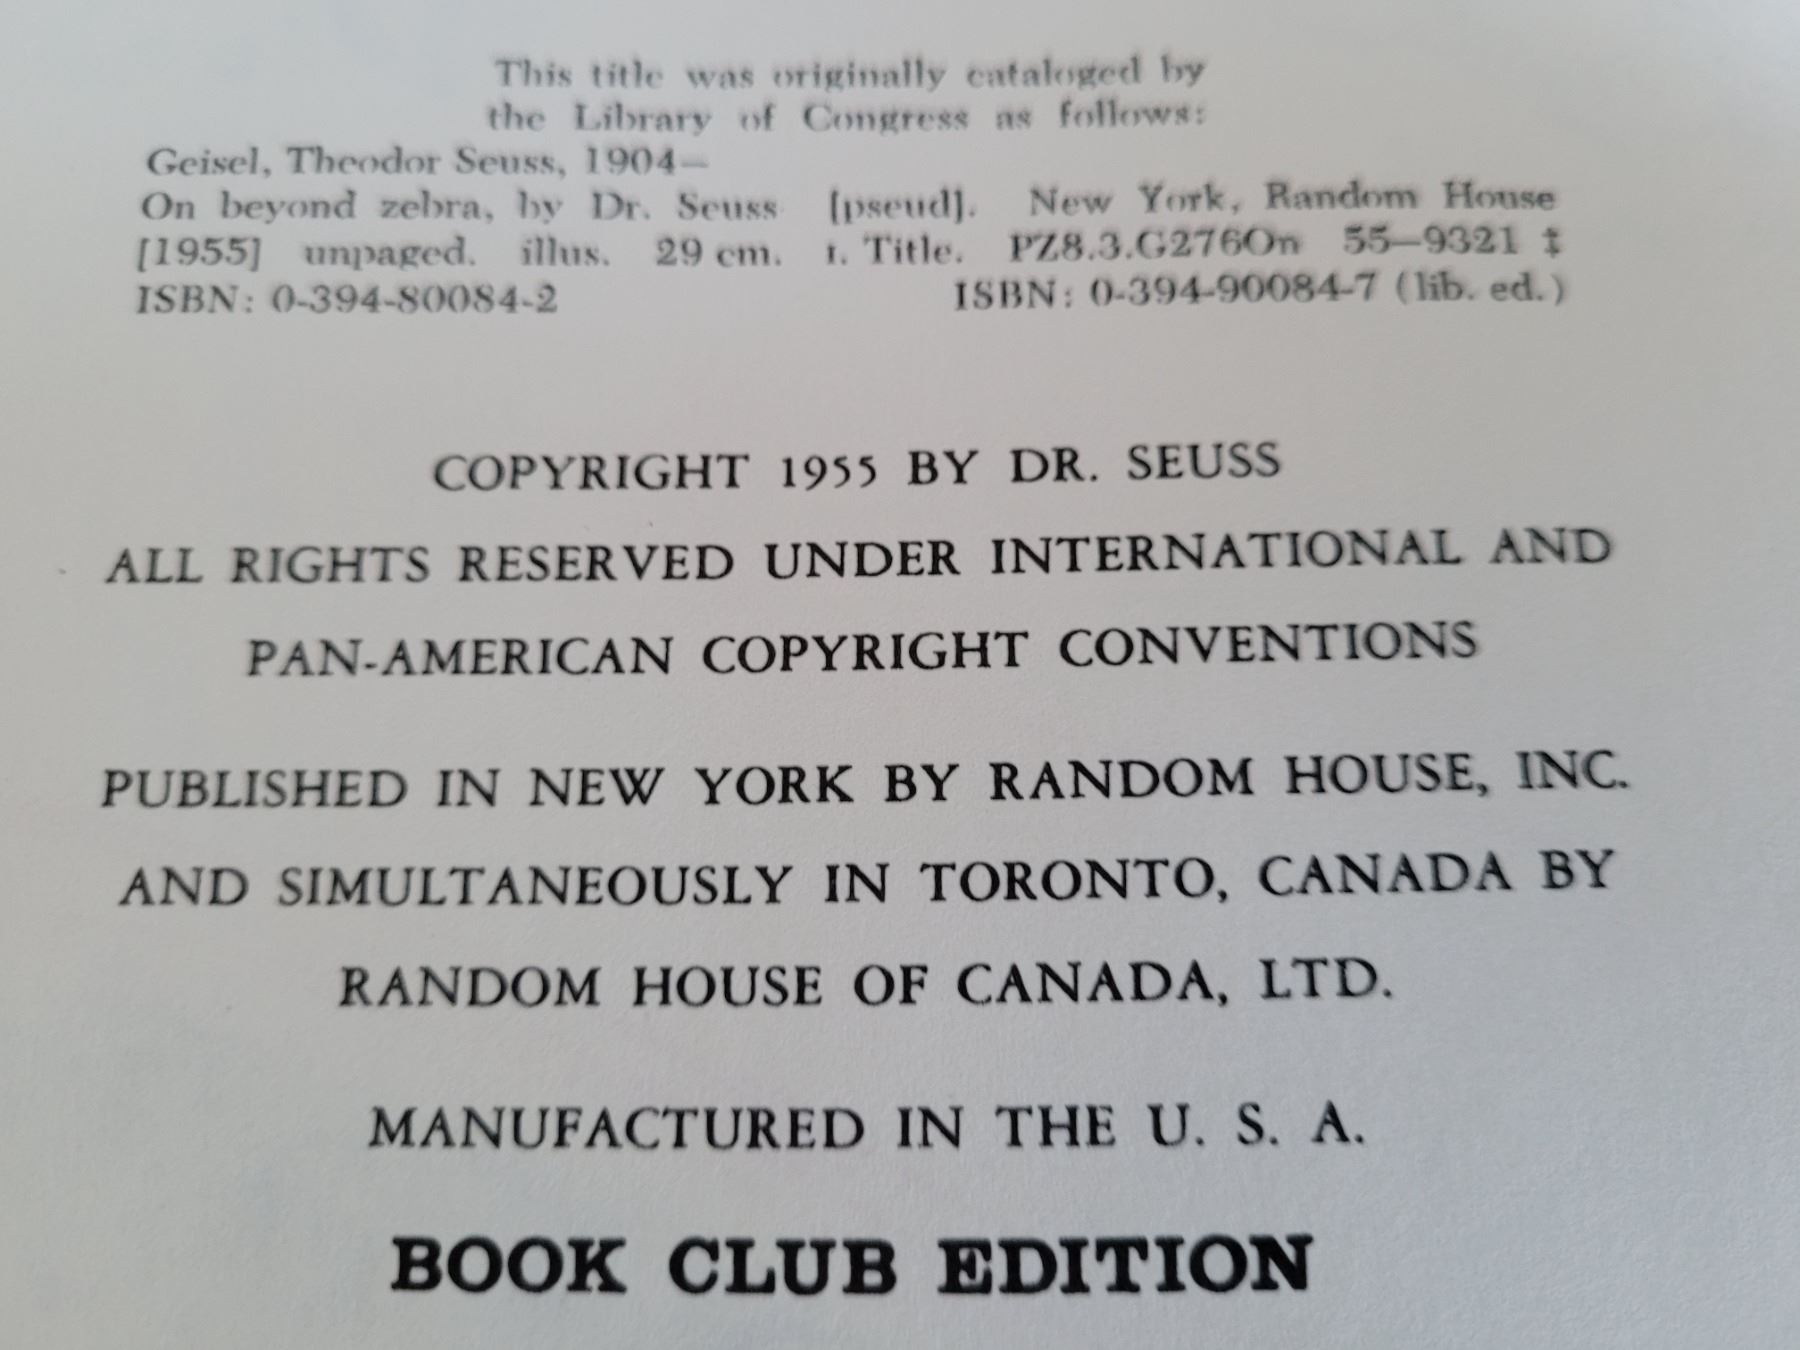 This title was originally cataloged by
the Library of Congress as follows:
Geisel, Theodor Seuss, 1904–
On beyond zebra, by Dr. Seuss [pseud]. New York, Random House
[1955] unpaged. illus. 29 cm. 1. Title. PZ8.3.G276On 55–9321 ‡
ISBN: 0-394-80084-2 ISBN: 0-394-90084-7 (lib. ed.)
COPYRIGHT 1955 BY DR. SEUSS
ALL RIGHTS RESERVED UNDER INTERNATIONAL AND
PAN-AMERICAN COPYRIGHT CONVENTIONS
PUBLISHED IN NEW YORK BY RANDOM HOUSE, INC.
AND SIMULTANEOUSLY IN TORONTO, CANADA BY
RANDOM HOUSE OF CANADA, LTD.
MANUFACTURED IN THE U. S. A.
BOOK CLUB EDITION